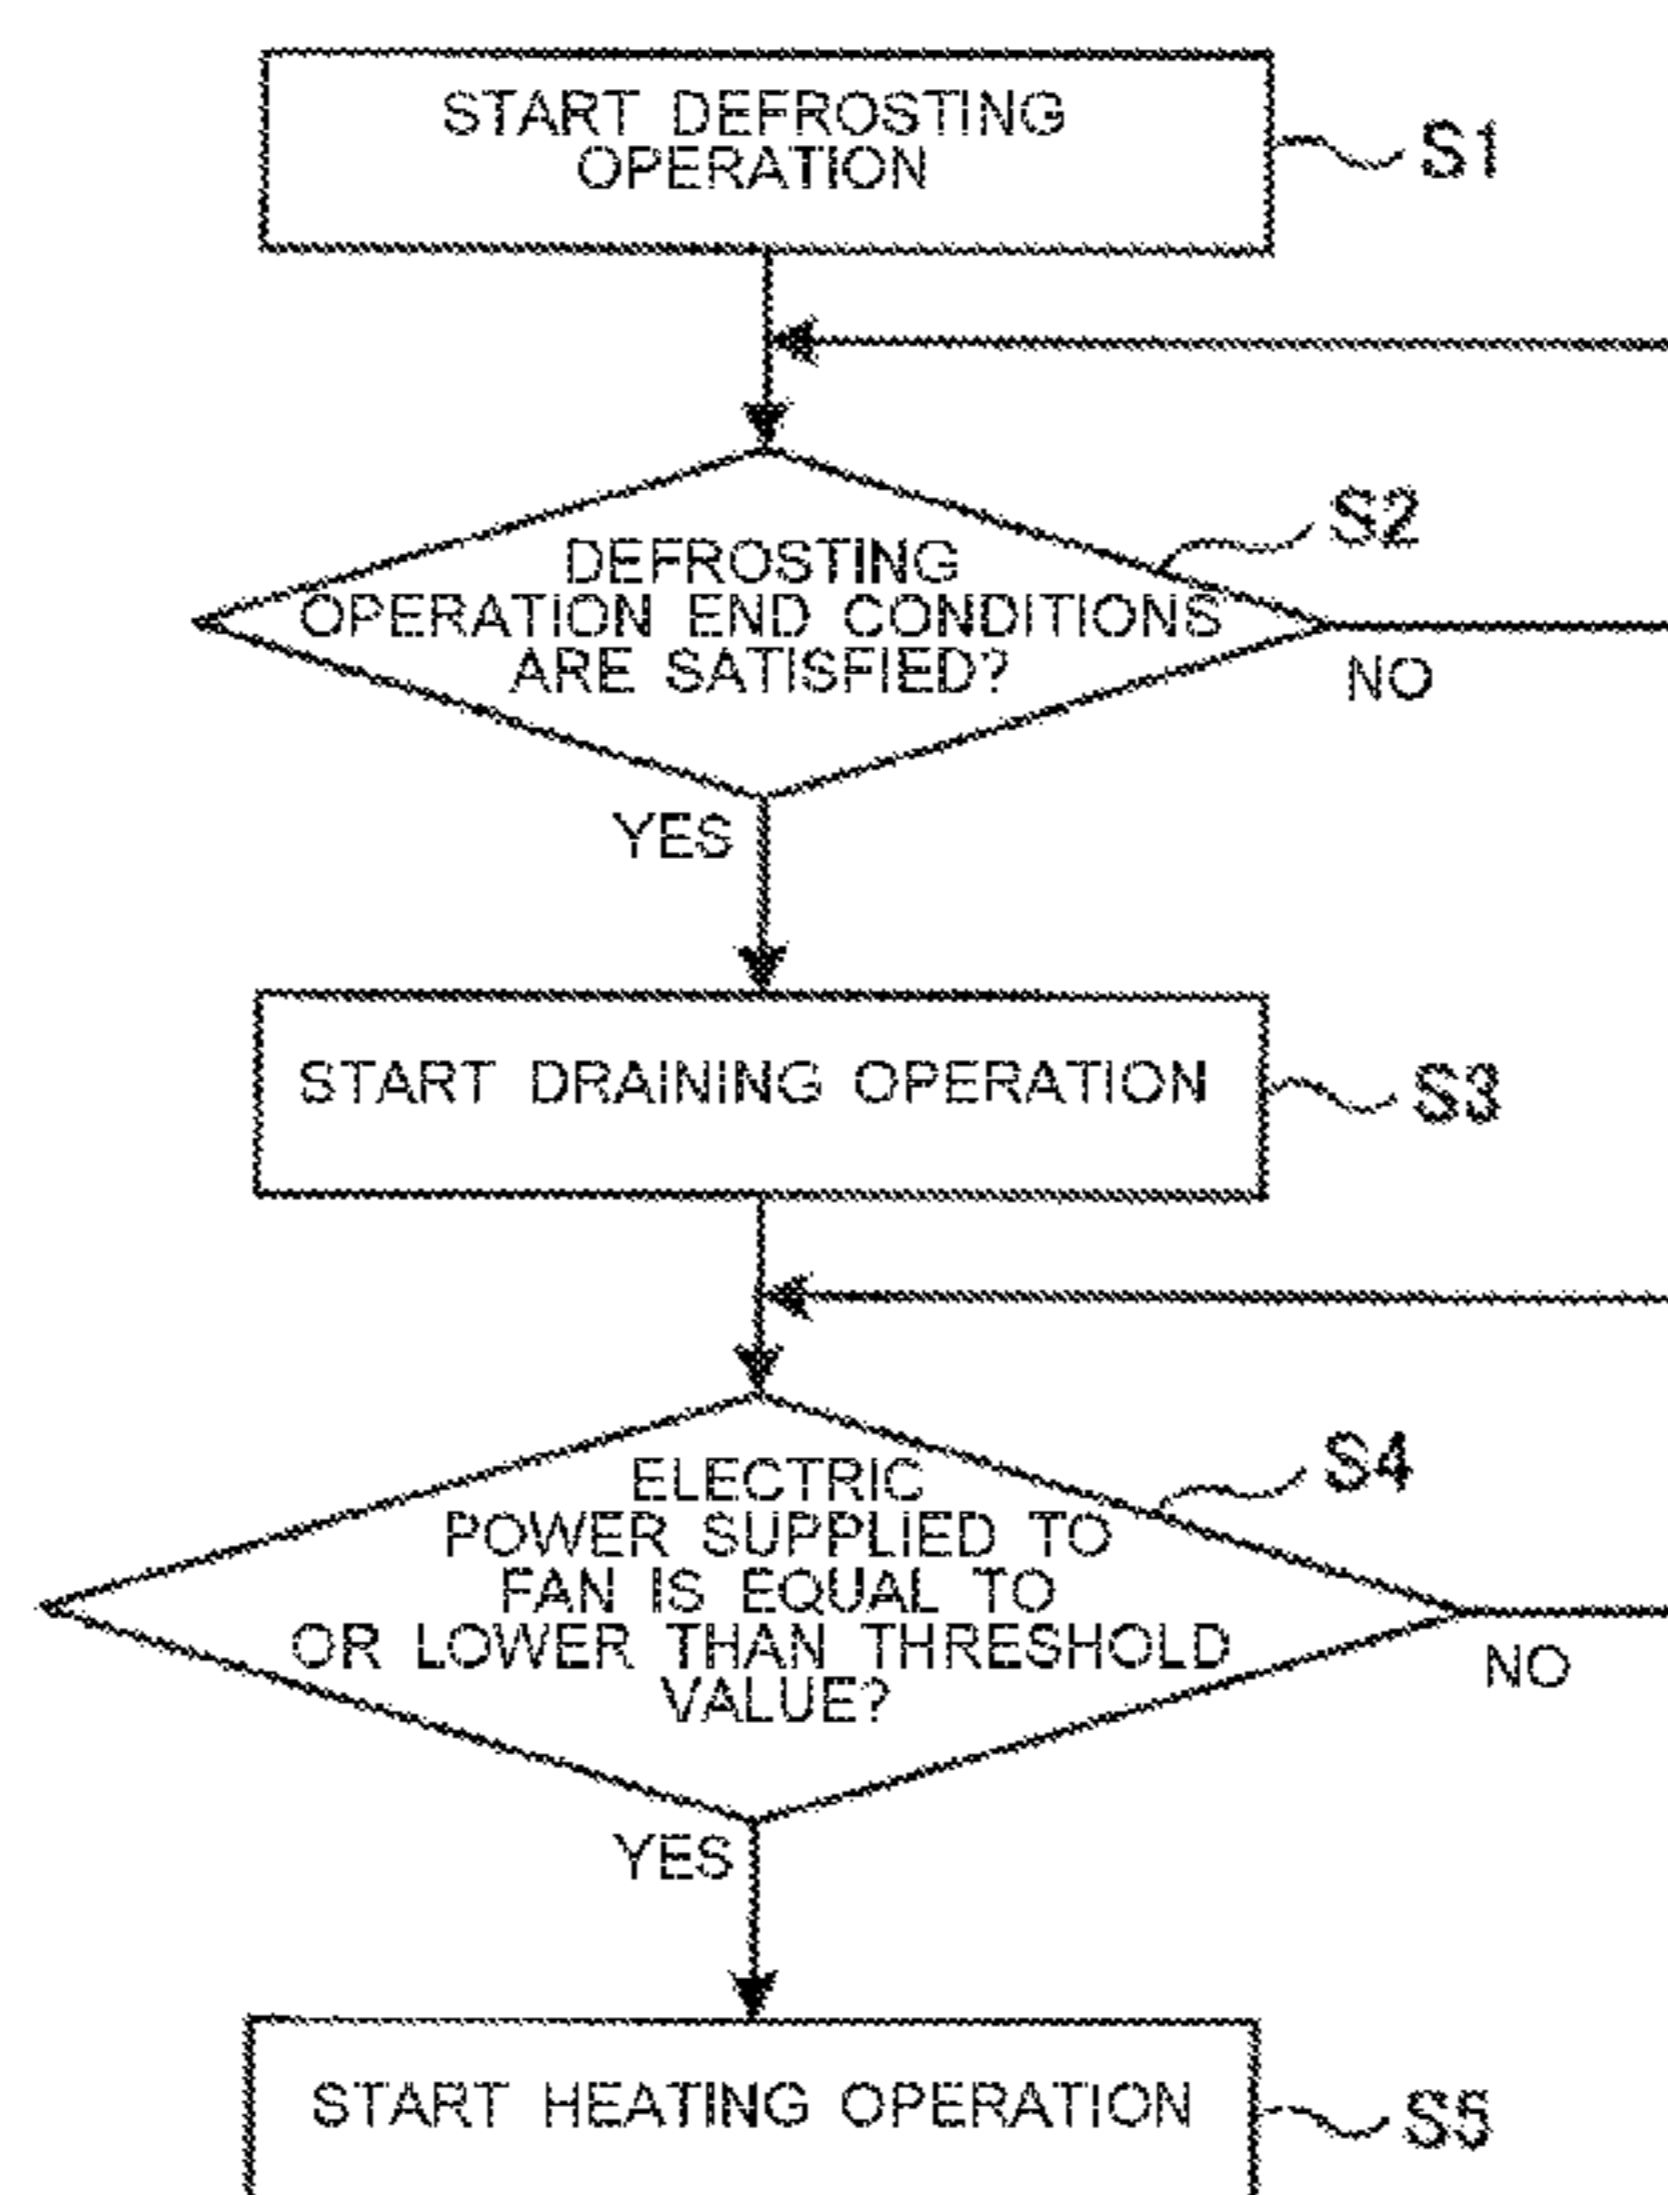 START DEFROSTING
OPERATION
S1
S2
DEFROSTING
OPERATION END CONDITIONS
ARE SATISFIED?
NO
YES
START DRAINING OPERATION
S3
S4
ELECTRIC
POWER SUPPLIED TO
FAN IS EQUAL TO
OR LOWER THAN THRESHOLD
VALUE?
NO
YES
START HEATING OPERATION
S5